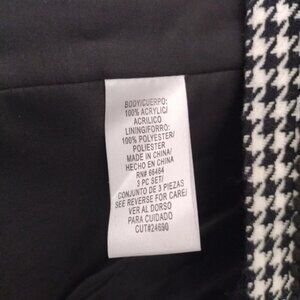 BODY/CUERPO:
100% ACRYLIC/
ACRILICO
LINING/FORRO:
100% POLYESTER/
POLIESTER
MADE IN CHINA/
HECHO EN CHINA
RN# 66464
3 PC SET/
CONJUNTO DE 3 PIEZAS
SEE REVERSE FOR CARE/
VER AL DORSO
PARA CUIDADO
CUT#24690